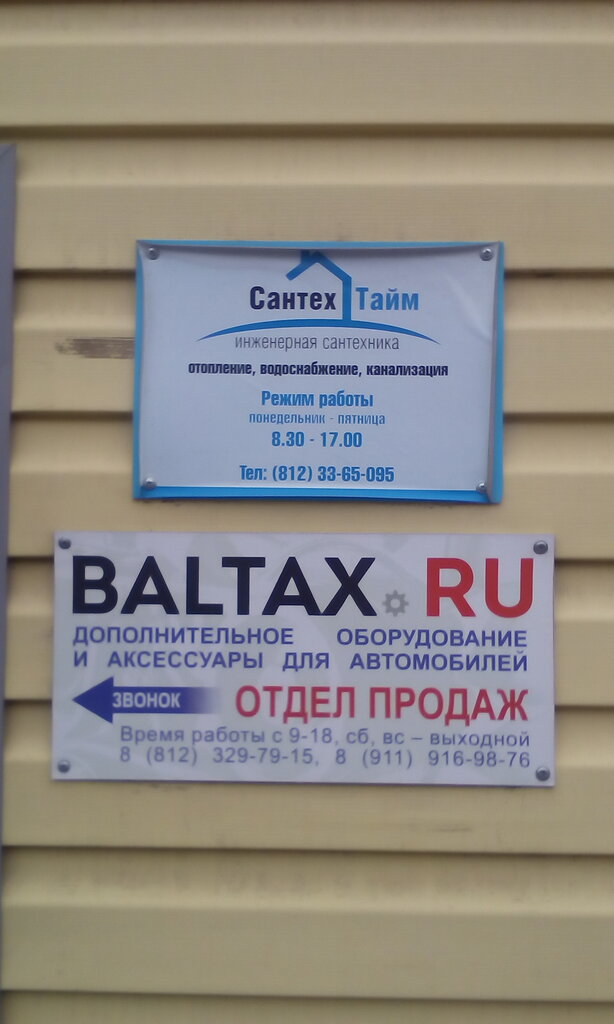 Сантех Тайм
инженерная сантехника
отопление, водоснабжение, канализация
Режим работы
понедельник - пятница
8.30 - 17.00
Тел: (812) 33-65-095
BALTAX.RU
ДОПОЛНИТЕЛЬНОЕ ОБОРУДОВАНИЕ
И АКСЕССУАРЫ ДЛЯ АВТОМОБИЛЕЙ
ЗВОНОК ОТДЕЛ ПРОДАЖ
Время работы с 9-18, сб, вс – выходной
8 (812) 329-79-15, 8 (911) 916-98-76